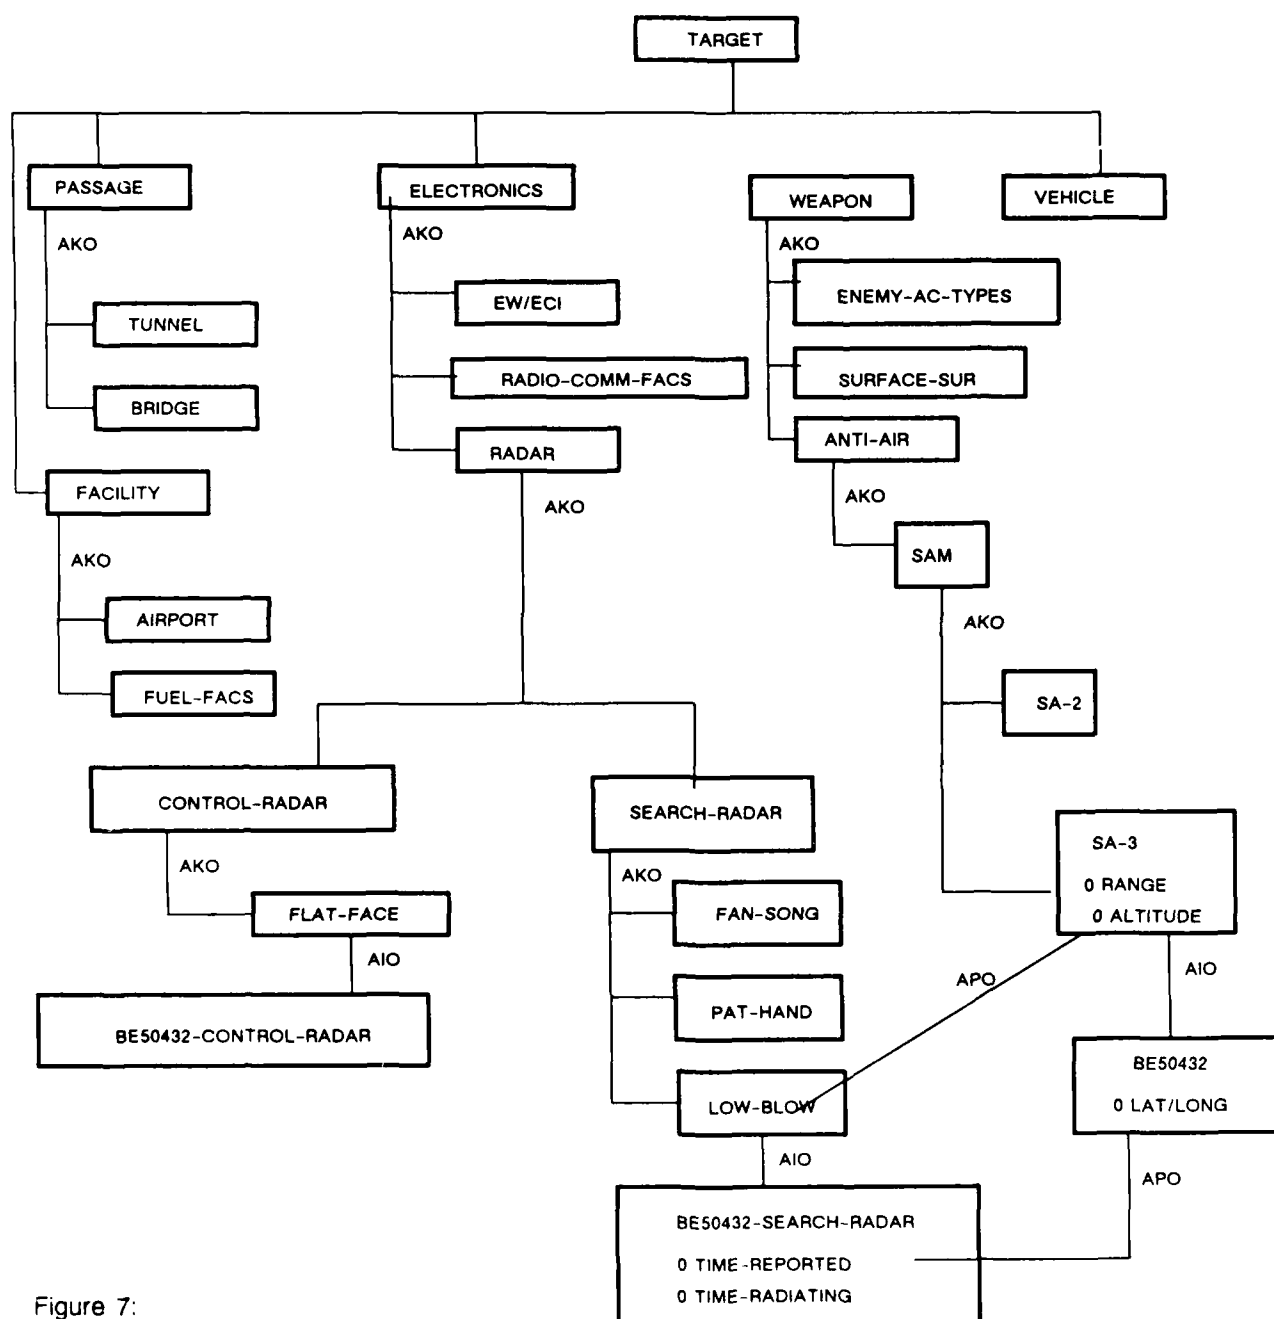 TARGET
PASSAGE
ELECTRONICS
WEAPON
VEHICLE
AKO
AKO
AKO
ENEMY-AC-TYPES
EW/ECI
TUNNEL
RADIO-COMM-FACS
SURFACE-SUR
BRIDGE
RADAR
ANTI-AIR
FACILITY
AKO
AKO
AKO
SAM
AIRPORT
AKO
FUEL-FACS
SA-2
CONTROL-RADAR
SEARCH-RADAR
SA-3
0 RANGE
0 ALTITUDE
AKO
AKO
FLAT-FACE
FAN-SONG
AIO
APO
AIO
BE50432-CONTROL-RADAR
PAT-HAND
BE50432
0 LAT/LONG
LOW-BLOW
AIO
APO
BE50432-SEARCH-RADAR
0 TIME-REPORTED
0 TIME-RADIATING
Figure 7: